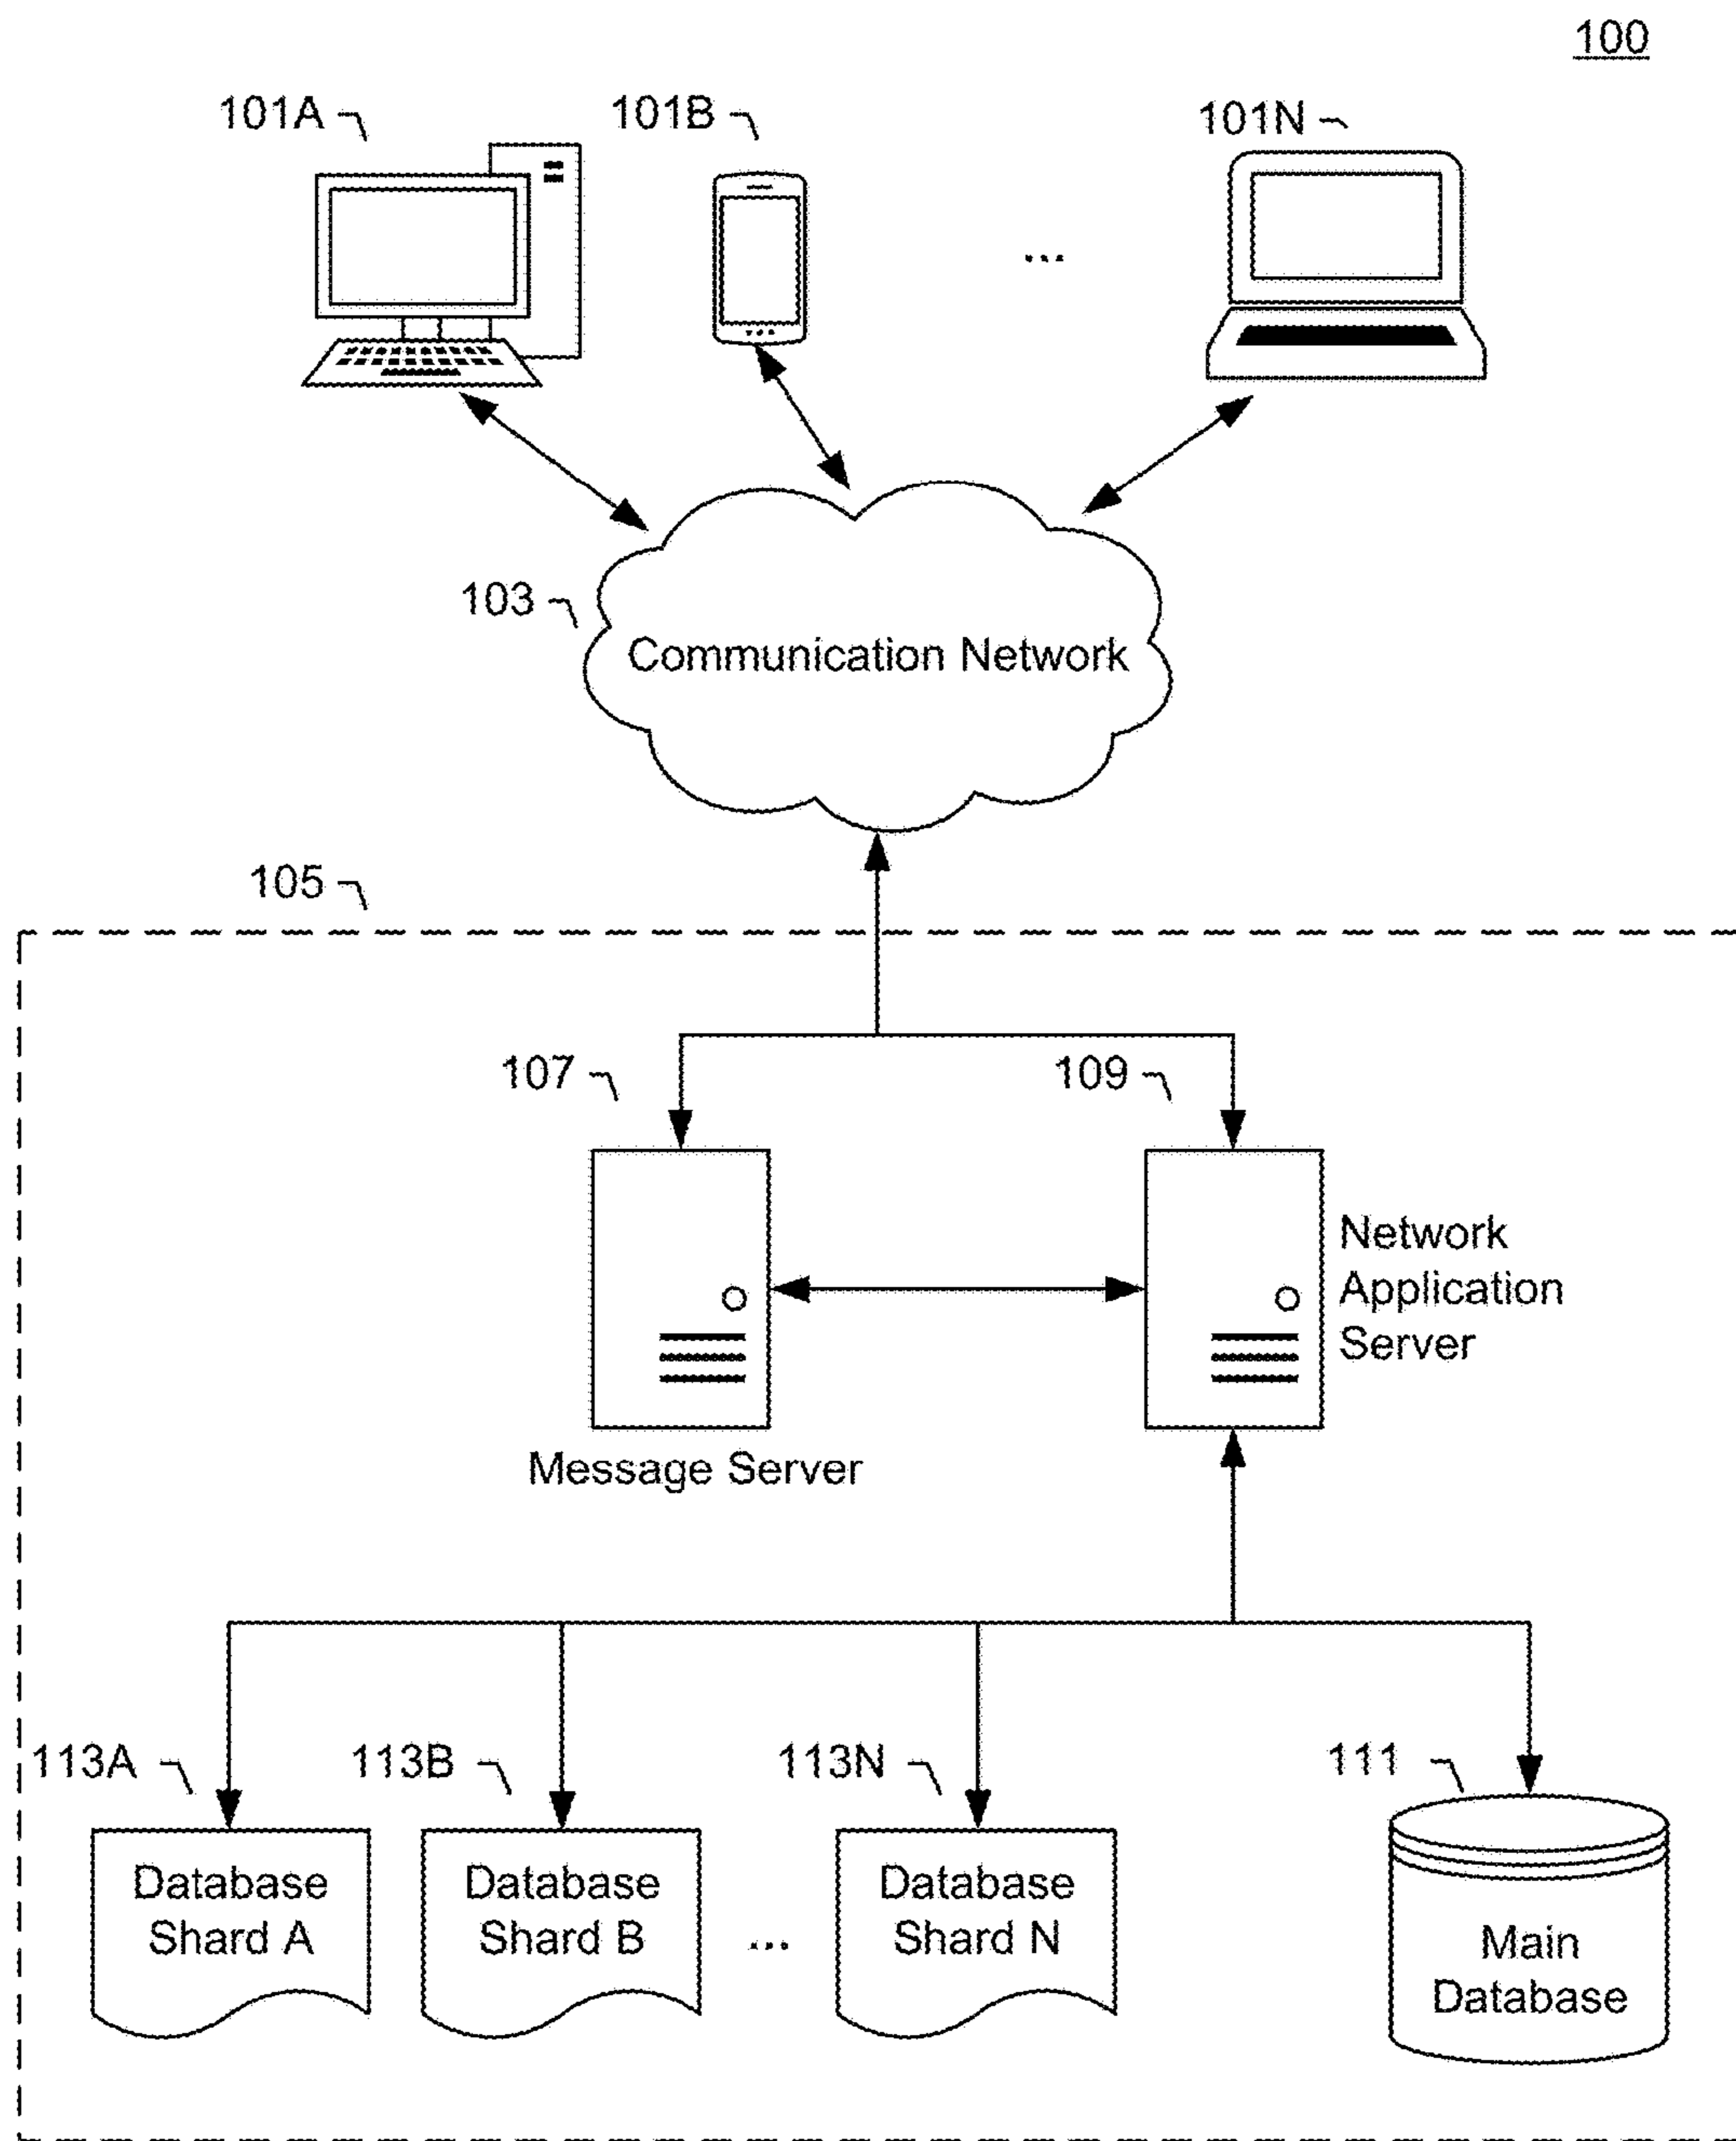 100
101A
101B
101N
...
103
Communication Network
105
107
109
Network
Application
Server
Message Server
113A
113B
113N
111
Database
Shard A
Database
Shard B
...
Database
Shard N
Main
Database